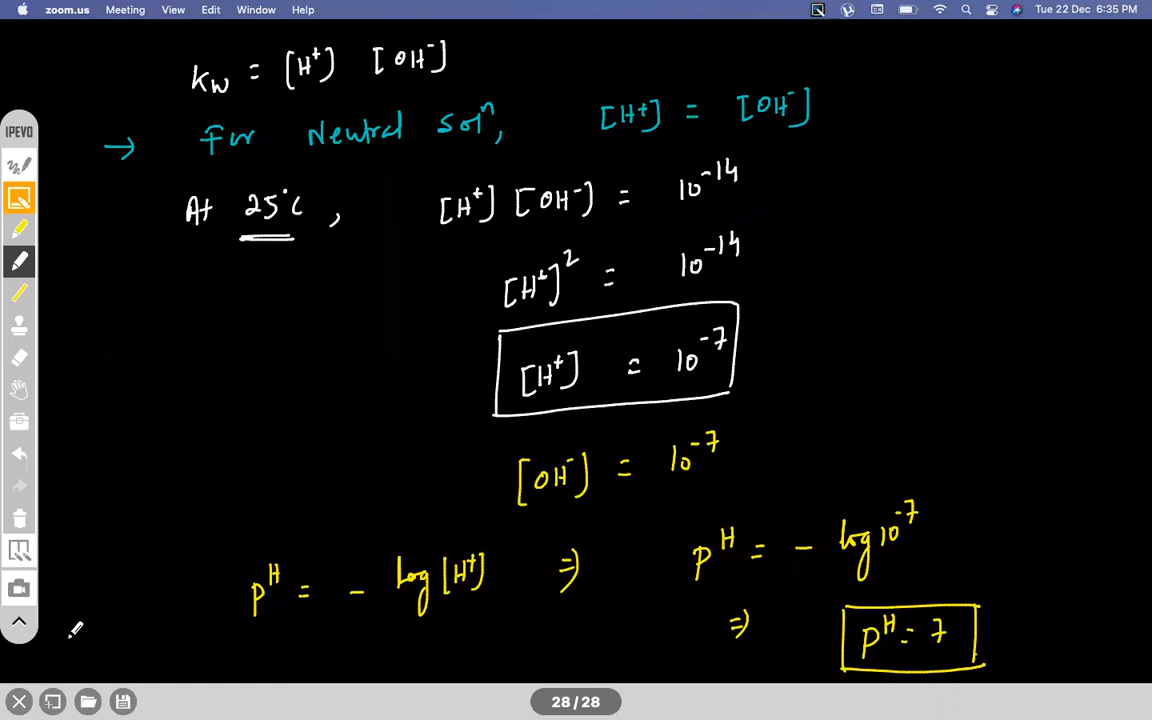 zoom.us Meeting View Edit Window Help Tue 22 Dec 6:35 PM
Kw = [H⁺) [OH⁻]
IPEVO
→ For Neutral Solⁿ, [H+] = [OH⁻]
At 25°C, [H⁺] [OH⁻) = 10⁻¹⁴
[H⁺]² = 10⁻¹⁴
[H⁺] = 10⁻⁷
[OH⁻) = 10⁻⁷
pᴴ = - log [H⁺] ⇒ pᴴ = - log 10⁻⁷
⇒ pᴴ = 7
28/28